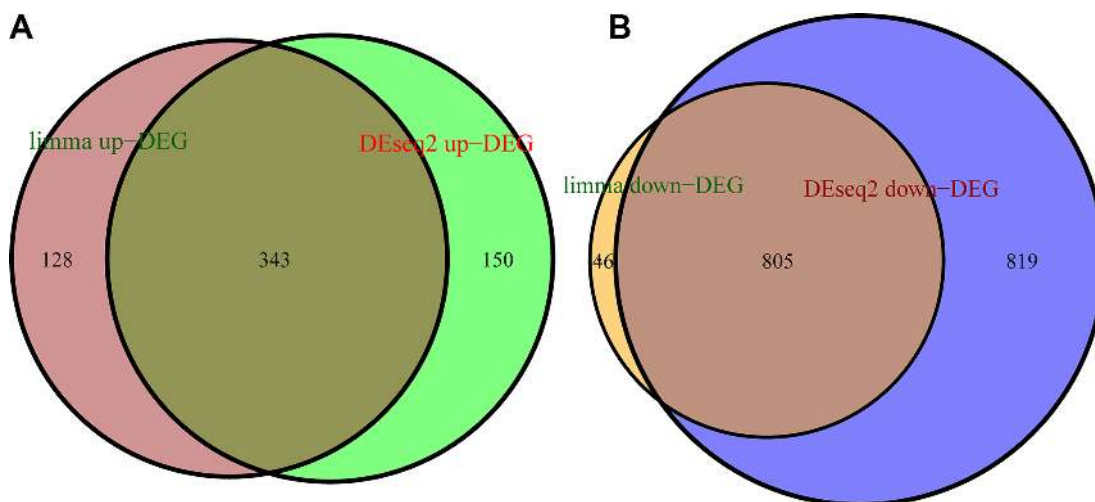 A
limma up−DEG
DEseq2 up−DEG
128
343
150
B
limma down−DEG
DEseq2 down−DEG
46
805
819